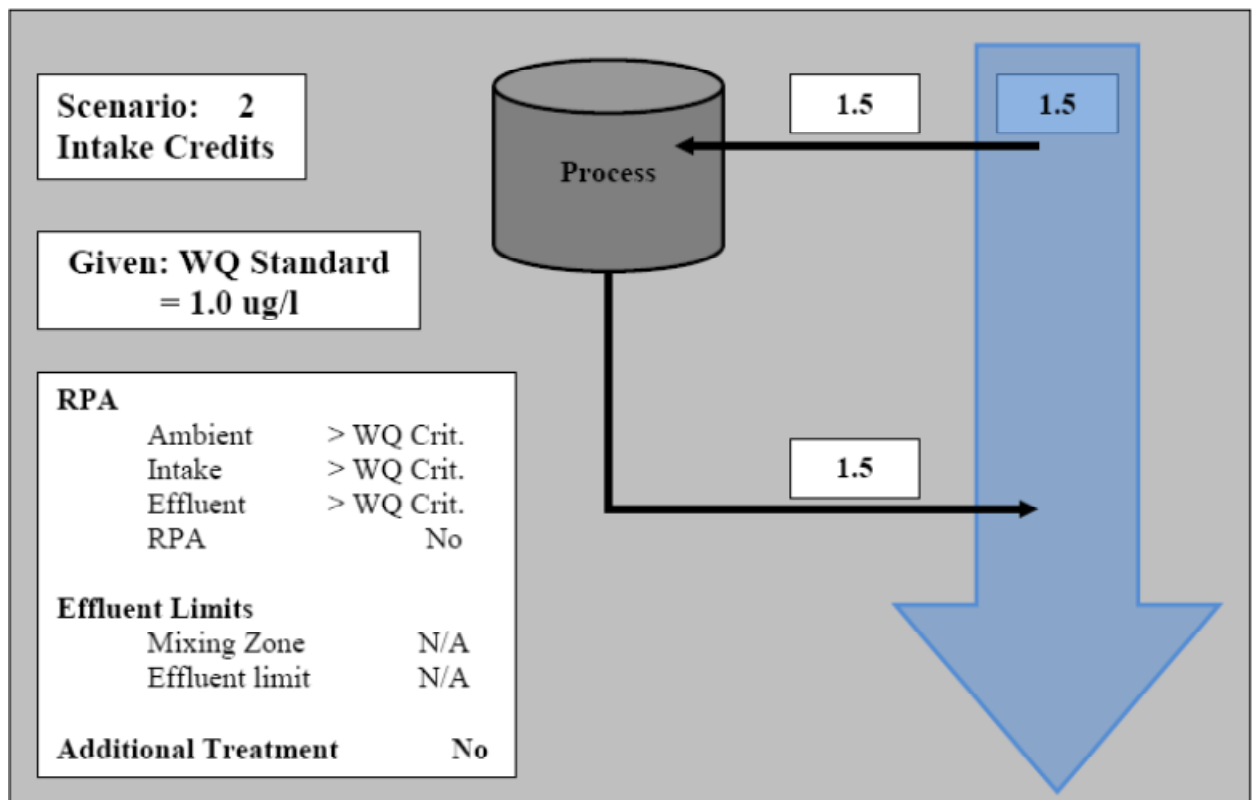 Scenario: 2
Intake Credits
Given: WQ Standard
= 1.0 ug/l
RPA
Ambient > WQ Crit.
Intake > WQ Crit.
Effluent > WQ Crit.
RPA No
Effluent Limits
Mixing Zone N/A
Effluent limit N/A
Additional Treatment No
Process
1.5
1.5
1.5